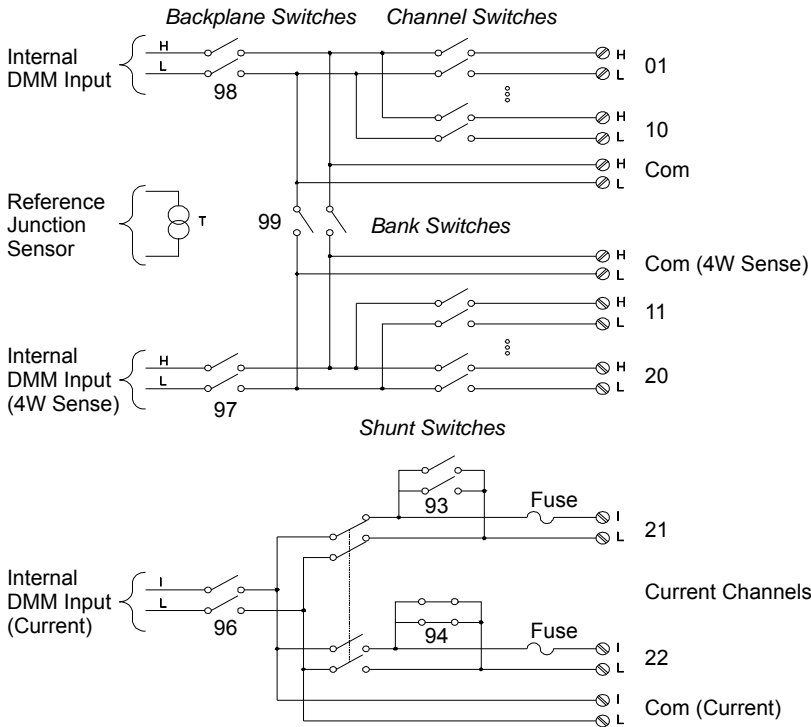 Backplane Switches
Channel Switches
Internal
DMM Input
H
L
98
H
L
01
H
L
10
H
L
Com
Reference
Junction
Sensor
T
99
Bank Switches
H
L
Com (4W Sense)
H
L
11
Internal
DMM Input
(4W Sense)
H
L
97
H
L
20
Shunt Switches
93
Fuse
I
L
21
Internal
DMM Input
(Current)
I
L
96
Current Channels
94
Fuse
I
L
22
I
L
Com (Current)